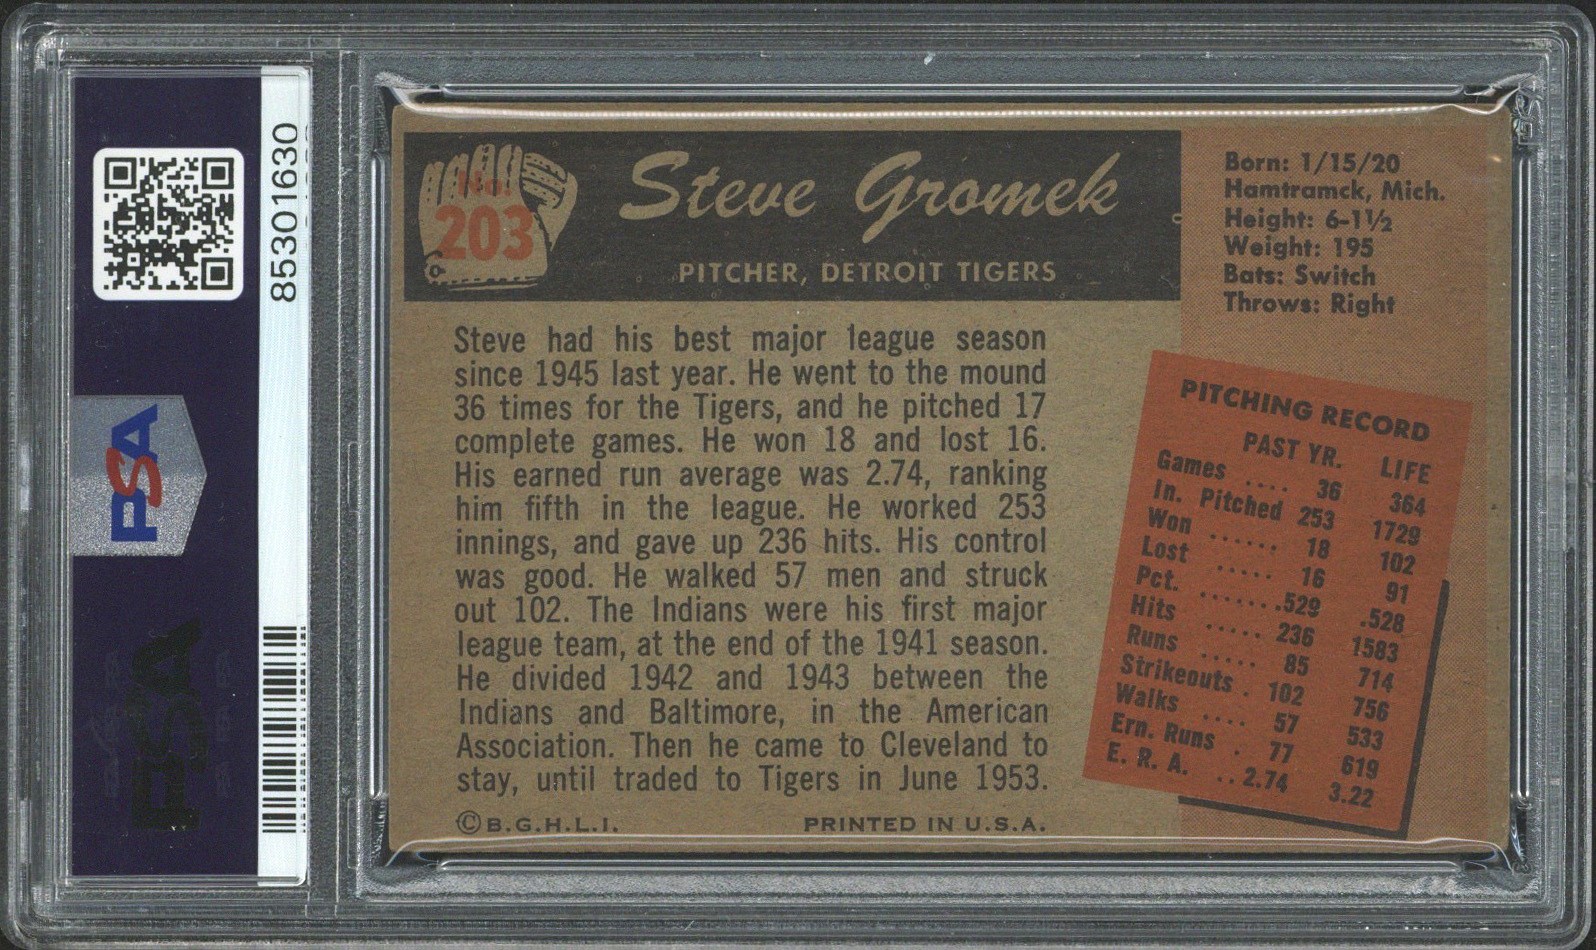 85301630
PSA
PSA
No.
203
Steve Gromek
PITCHER, DETROIT TIGERS
Born: 1/15/20
Hamtramck, Mich.
Height: 6-1½
Weight: 195
Bats: Switch
Throws: Right
Steve had his best major league season
since 1945 last year. He went to the mound
36 times for the Tigers, and he pitched 17
complete games. He won 18 and lost 16.
His earned run average was 2.74, ranking
him fifth in the league. He worked 253
innings, and gave up 236 hits. His control
was good. He walked 57 men and struck
out 102. The Indians were his first major
league team, at the end of the 1941 season.
He divided 1942 and 1943 between the
Indians and Baltimore, in the American
Association. Then he came to Cleveland to
stay, until traded to Tigers in June 1953.
©B.G.H.L.I. PRINTED IN U.S.A.
PITCHING RECORD
PAST YR. LIFE
Games .... 36 364
In. Pitched 253 1729
Won ...... 18 102
Lost ..... 16 91
Pct. .......529 .528
Hits ..... 236 1583
Runs ..... 85 714
Strikeouts . 102 756
Walks .... 57 533
Ern. Runs . 77 619
E. R. A. ..2.74 3.22